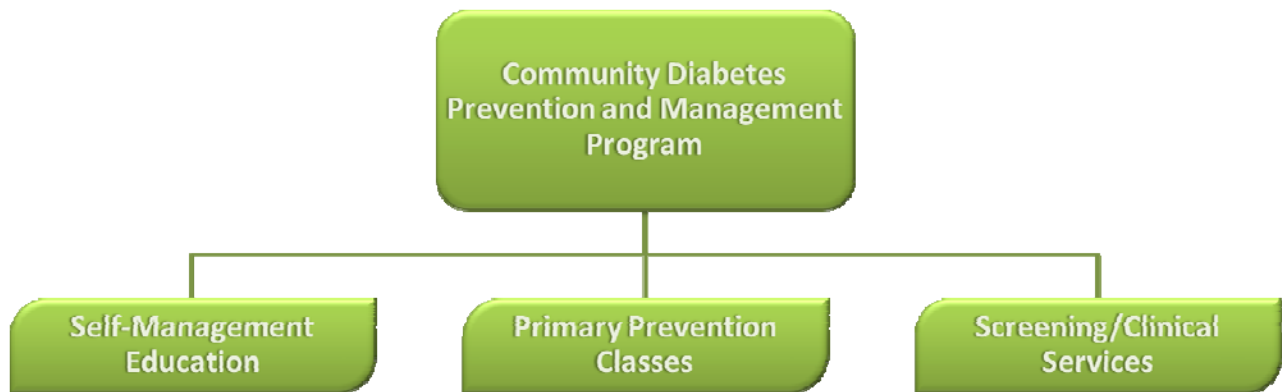 Community Diabetes
Prevention and Management
Program
Self-Management
Education
Primary Prevention
Classes
Screening/Clinical
Services